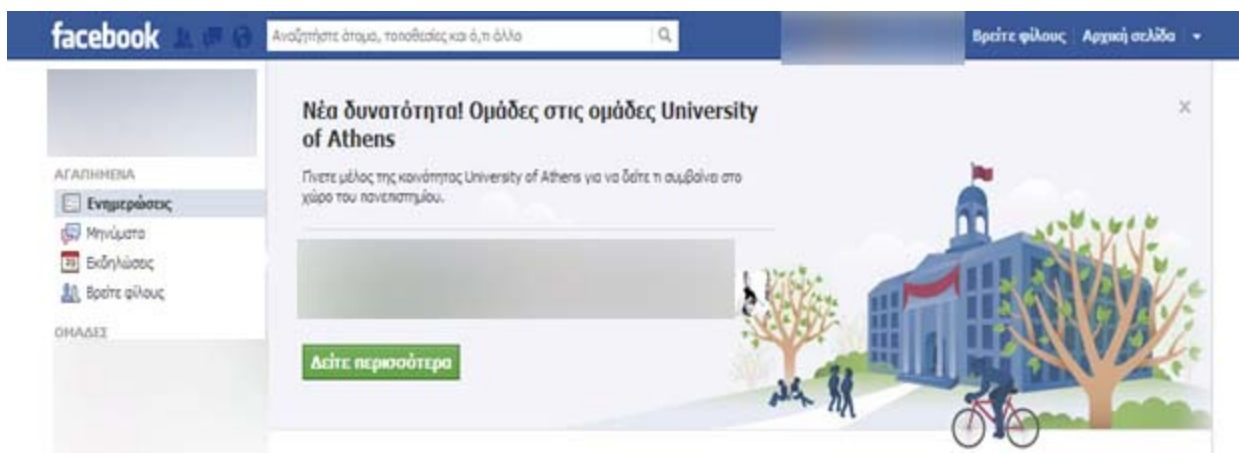 facebook
Αναζητήστε άτομα, τοποθεσίες και ό,τι άλλο
Βρείτε φίλους
Αρχική σελίδα
Νέα δυνατότητα! Ομάδες στις ομάδες University
of Athens
Γίνετε μέλος της κοινότητας University of Athens για να δείτε τι συμβαίνει στο
χώρο του πανεπιστημίου.
ΑΓΑΠΗΜΕΝΑ
Ενημερώσεις
Μηνύματα
Εκδηλώσεις
Βρείτε φίλους
ΟΜΑΔΕΣ
Δείτε περισσότερα